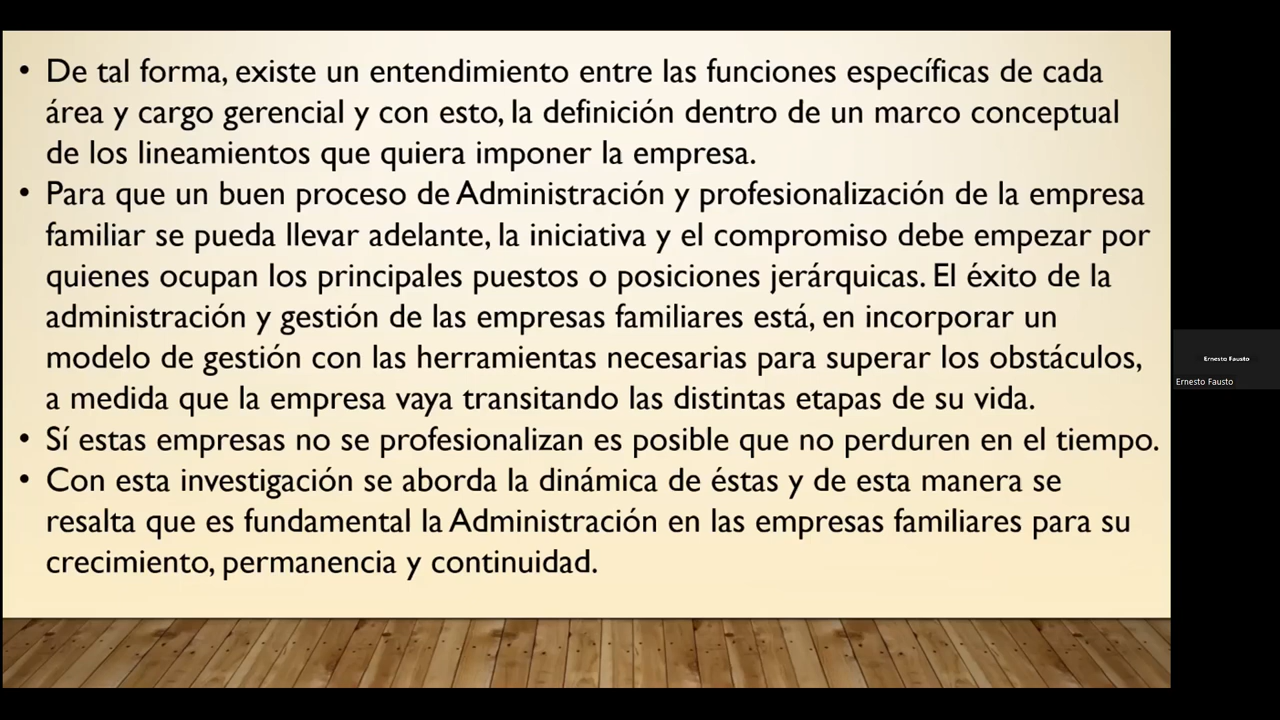 • De tal forma, existe un entendimiento entre las funciones específicas de cada
área y cargo gerencial y con esto, la definición dentro de un marco conceptual
de los lineamientos que quiera imponer la empresa.
• Para que un buen proceso de Administración y profesionalización de la empresa
familiar se pueda llevar adelante, la iniciativa y el compromiso debe empezar por
quienes ocupan los principales puestos o posiciones jerárquicas. El éxito de la
administración y gestión de las empresas familiares está, en incorporar un
modelo de gestión con las herramientas necesarias para superar los obstáculos,
a medida que la empresa vaya transitando las distintas etapas de su vida.
• Sí estas empresas no se profesionalizan es posible que no perduren en el tiempo.
• Con esta investigación se aborda la dinámica de éstas y de esta manera se
resalta que es fundamental la Administración en las empresas familiares para su
crecimiento, permanencia y continuidad.
Ernesto Fausto
Ernesto Fausto